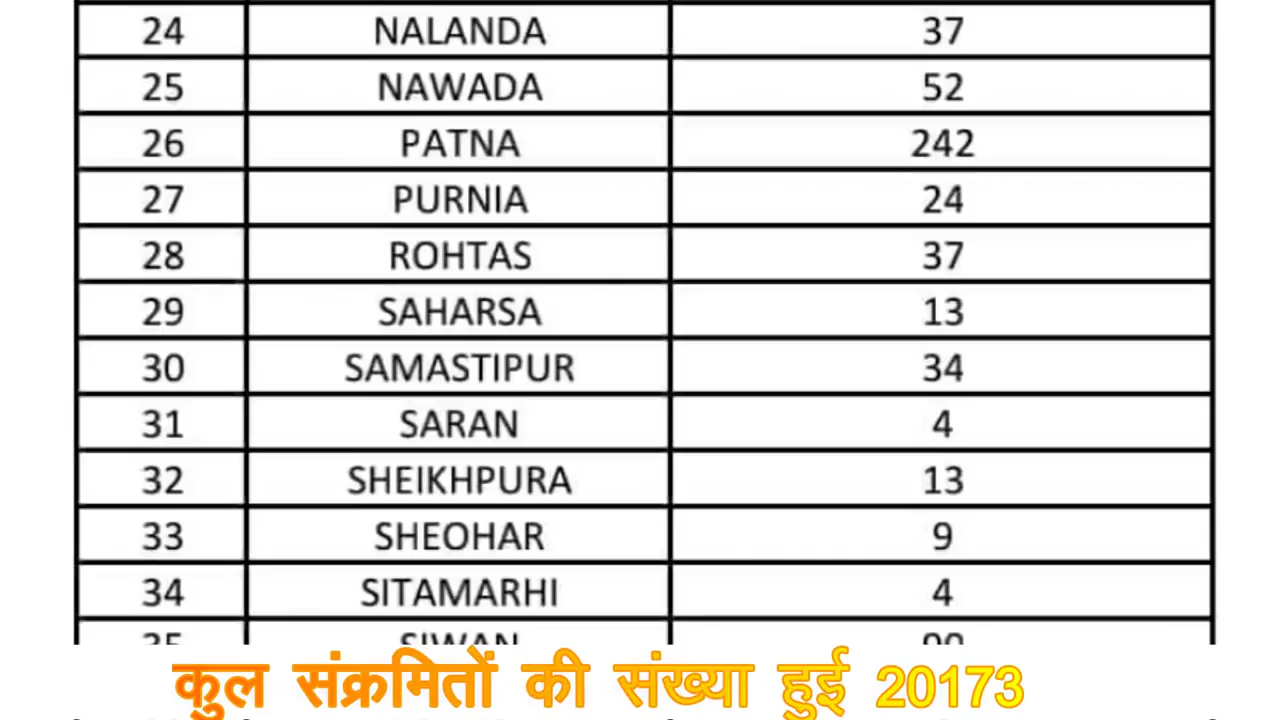 24 NALANDA 37
25 NAWADA 52
26 PATNA 242
27 PURNIA 24
28 ROHTAS 37
29 SAHARSA 13
30 SAMASTIPUR 34
31 SARAN 4
32 SHEIKHPURA 13
33 SHEOHAR 9
34 SITAMARHI 4
35 SIWAN
कुल संक्रमितों की संख्या हुई 20173